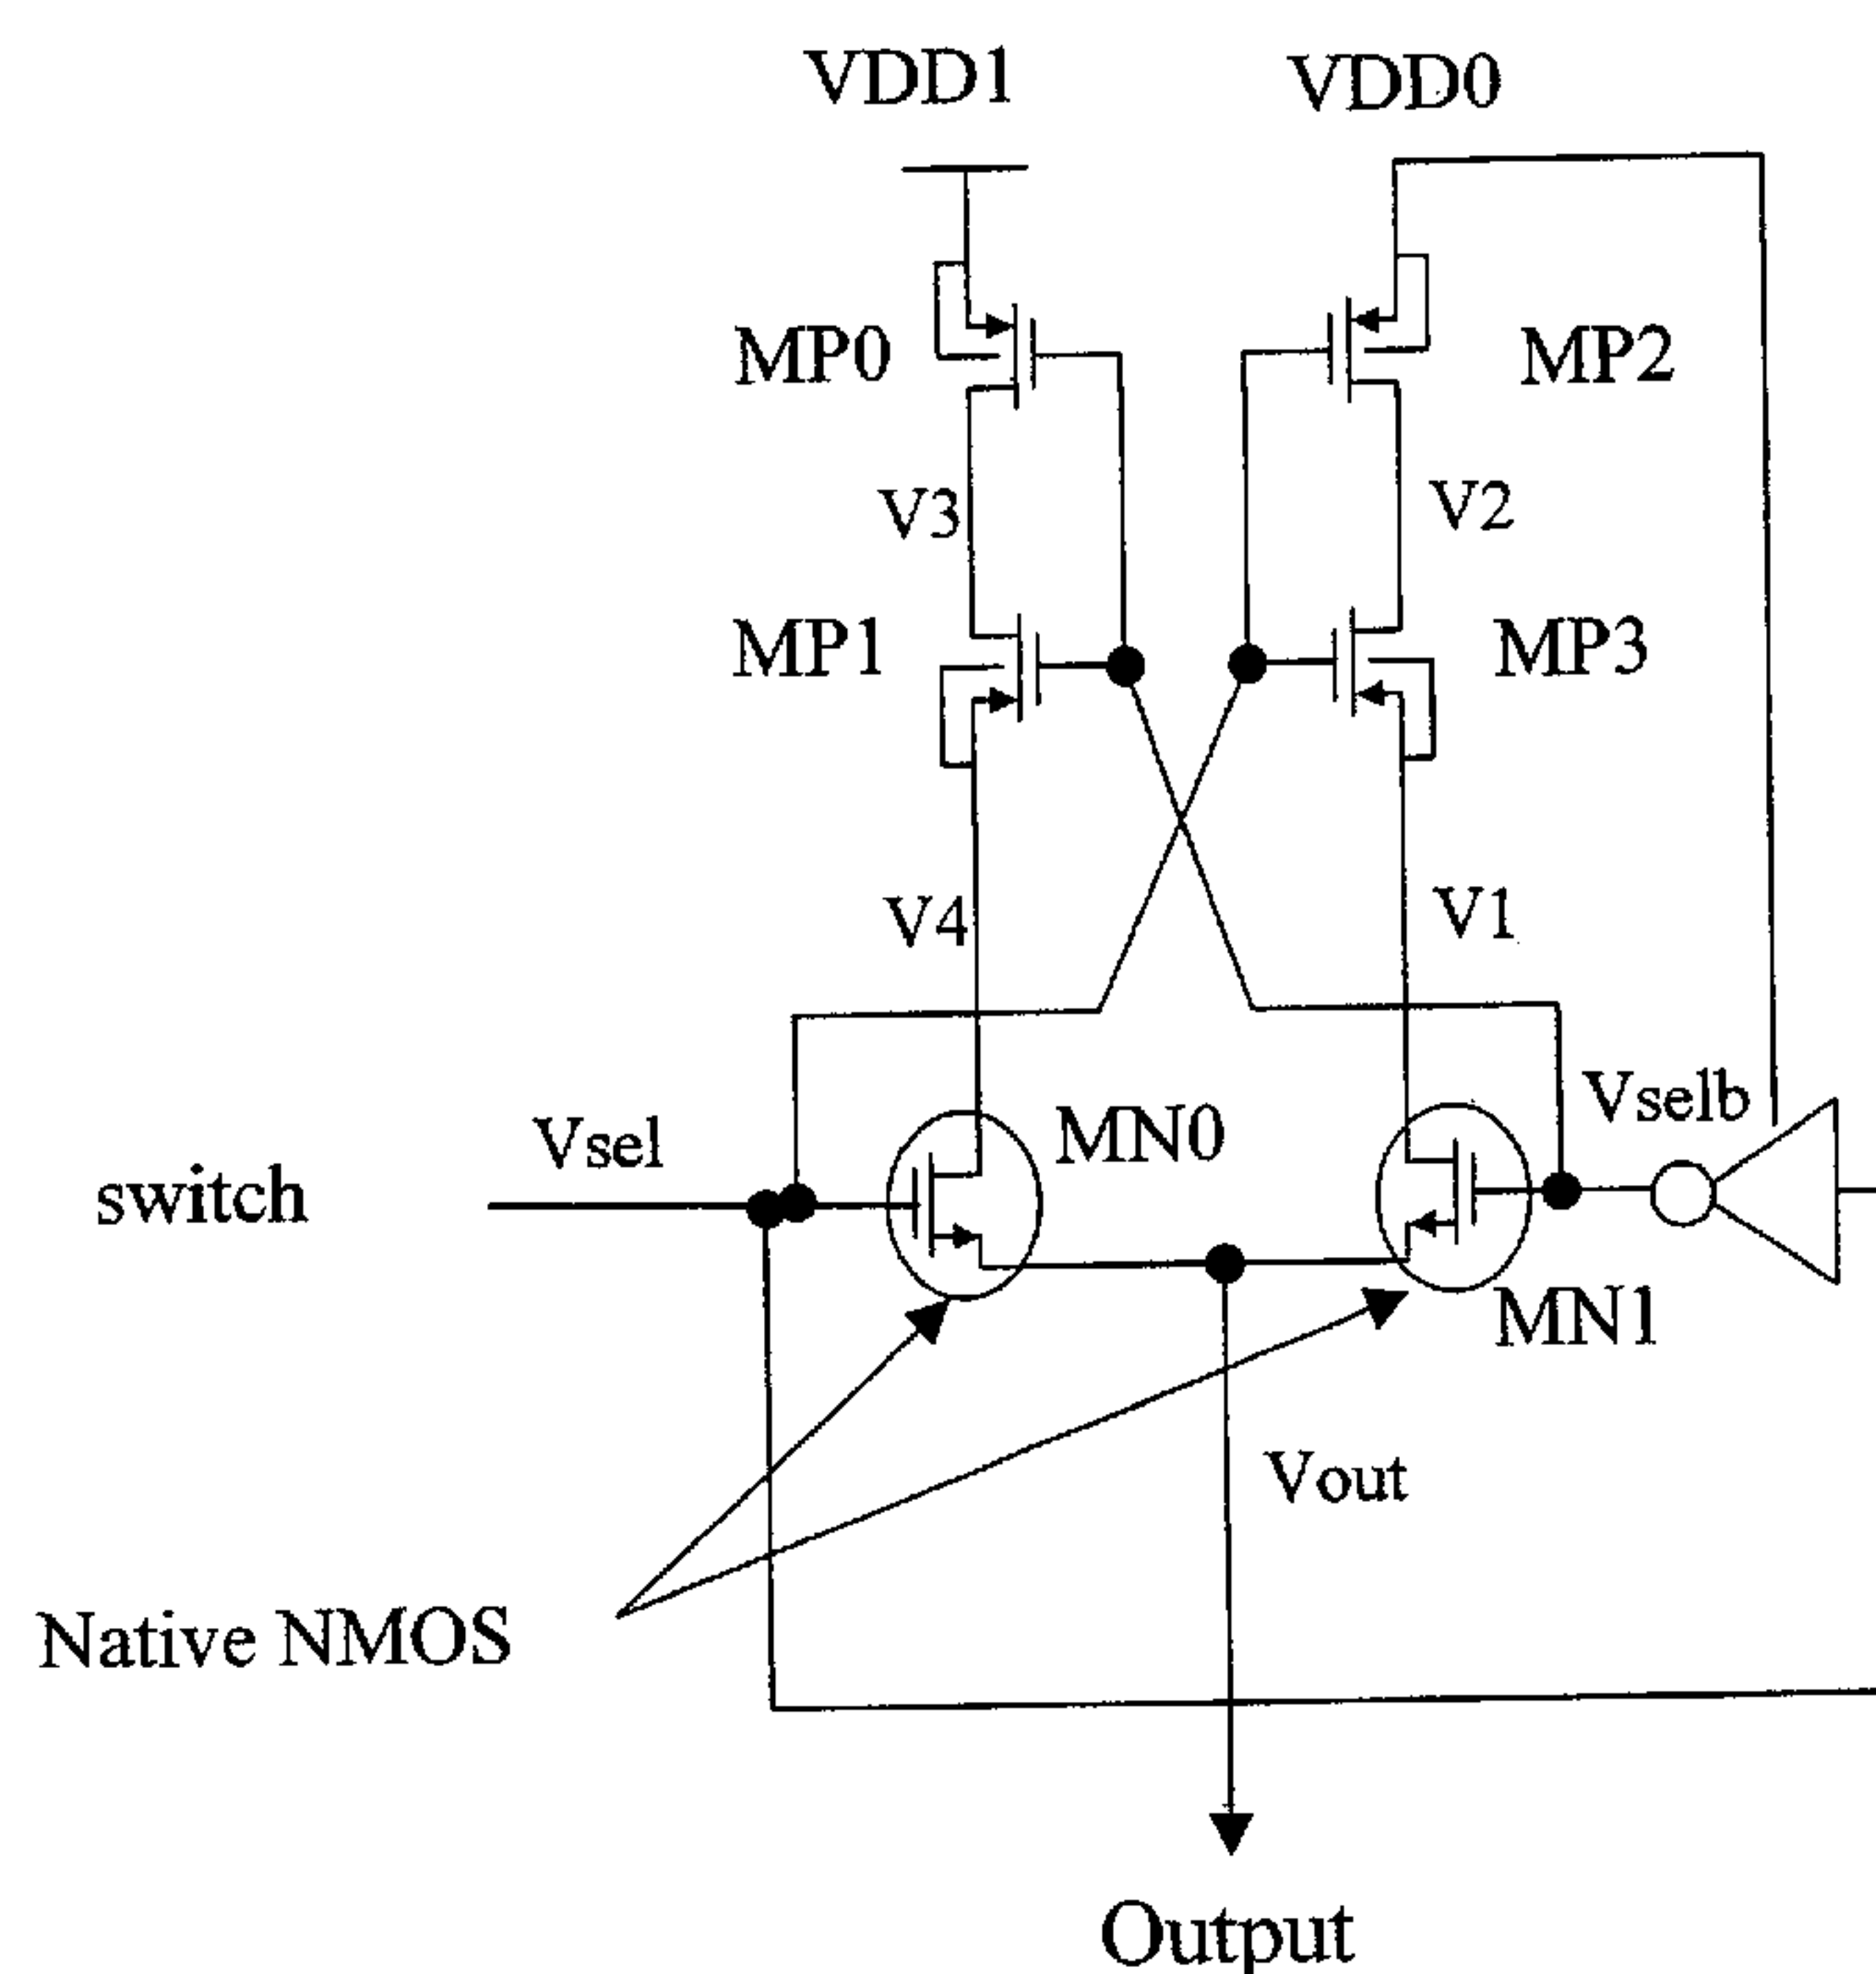 VDD1
VDD0
MP0
MP2
V3
V2
MP1
MP3
V4
V1
Vsel
MN0
Vselb
switch
MN1
Vout
Native NMOS
Output